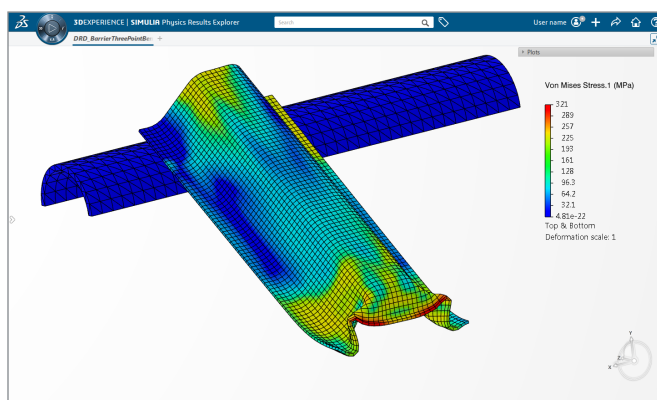 3DEXPERIENCE | SIMULIA Physics Results Explorer
Search
User name
DRD_BarrierThreePointBe
Plots
Von Mises Stress.1 (MPa)
321
289
257
225
193
161
128
96.3
64.2
32.1
4.81e-22
Top & Bottom
Deformation scale: 1
Y
Z
X